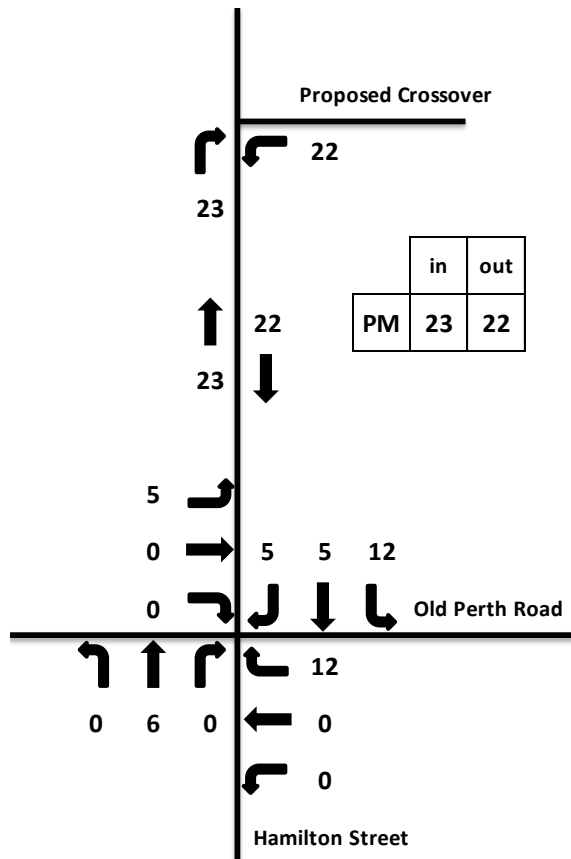 Proposed Crossover
22
23
in out
PM 23 22
22
23
5
0 5 5 12
0 Old Perth Road
12
0 6 0 0
0
Hamilton Street